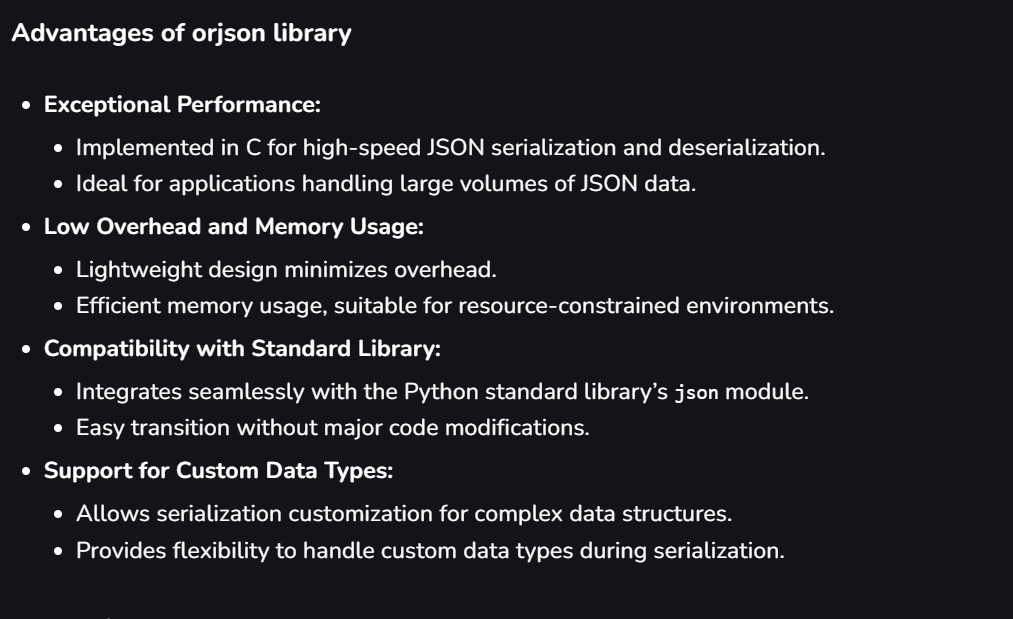 Advantages of orjson library
• Exceptional Performance:
• Implemented in C for high-speed JSON serialization and deserialization.
• Ideal for applications handling large volumes of JSON data.
• Low Overhead and Memory Usage:
• Lightweight design minimizes overhead.
• Efficient memory usage, suitable for resource-constrained environments.
• Compatibility with Standard Library:
• Integrates seamlessly with the Python standard library’s json module.
• Easy transition without major code modifications.
• Support for Custom Data Types:
• Allows serialization customization for complex data structures.
• Provides flexibility to handle custom data types during serialization.